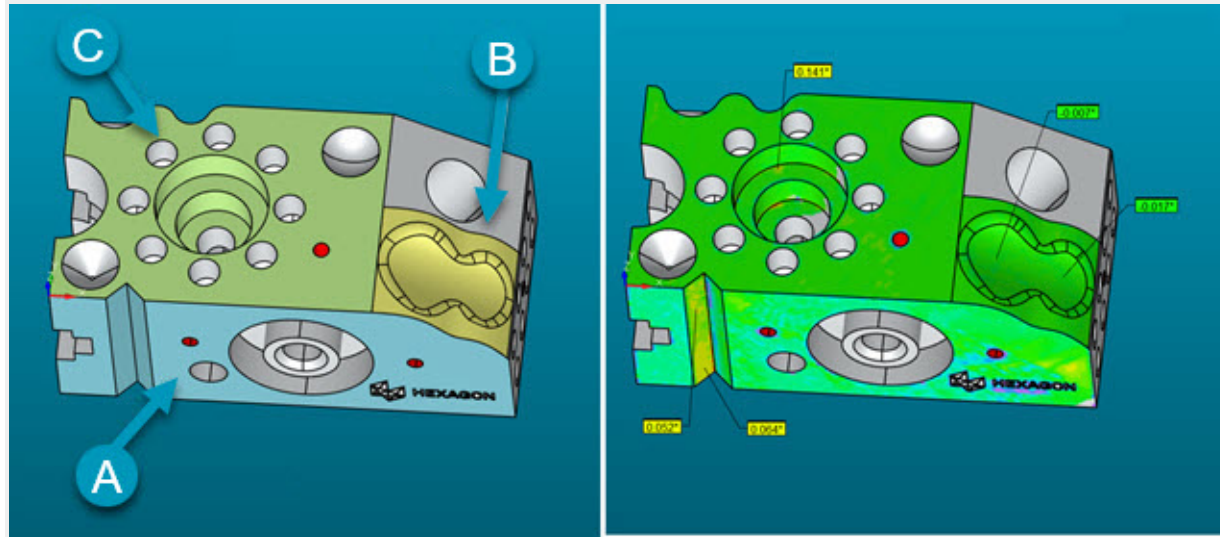 C
B
A
HEXAGON
0.141"
-0.007"
-0.017"
HEXAGON
0.052"
0.064"